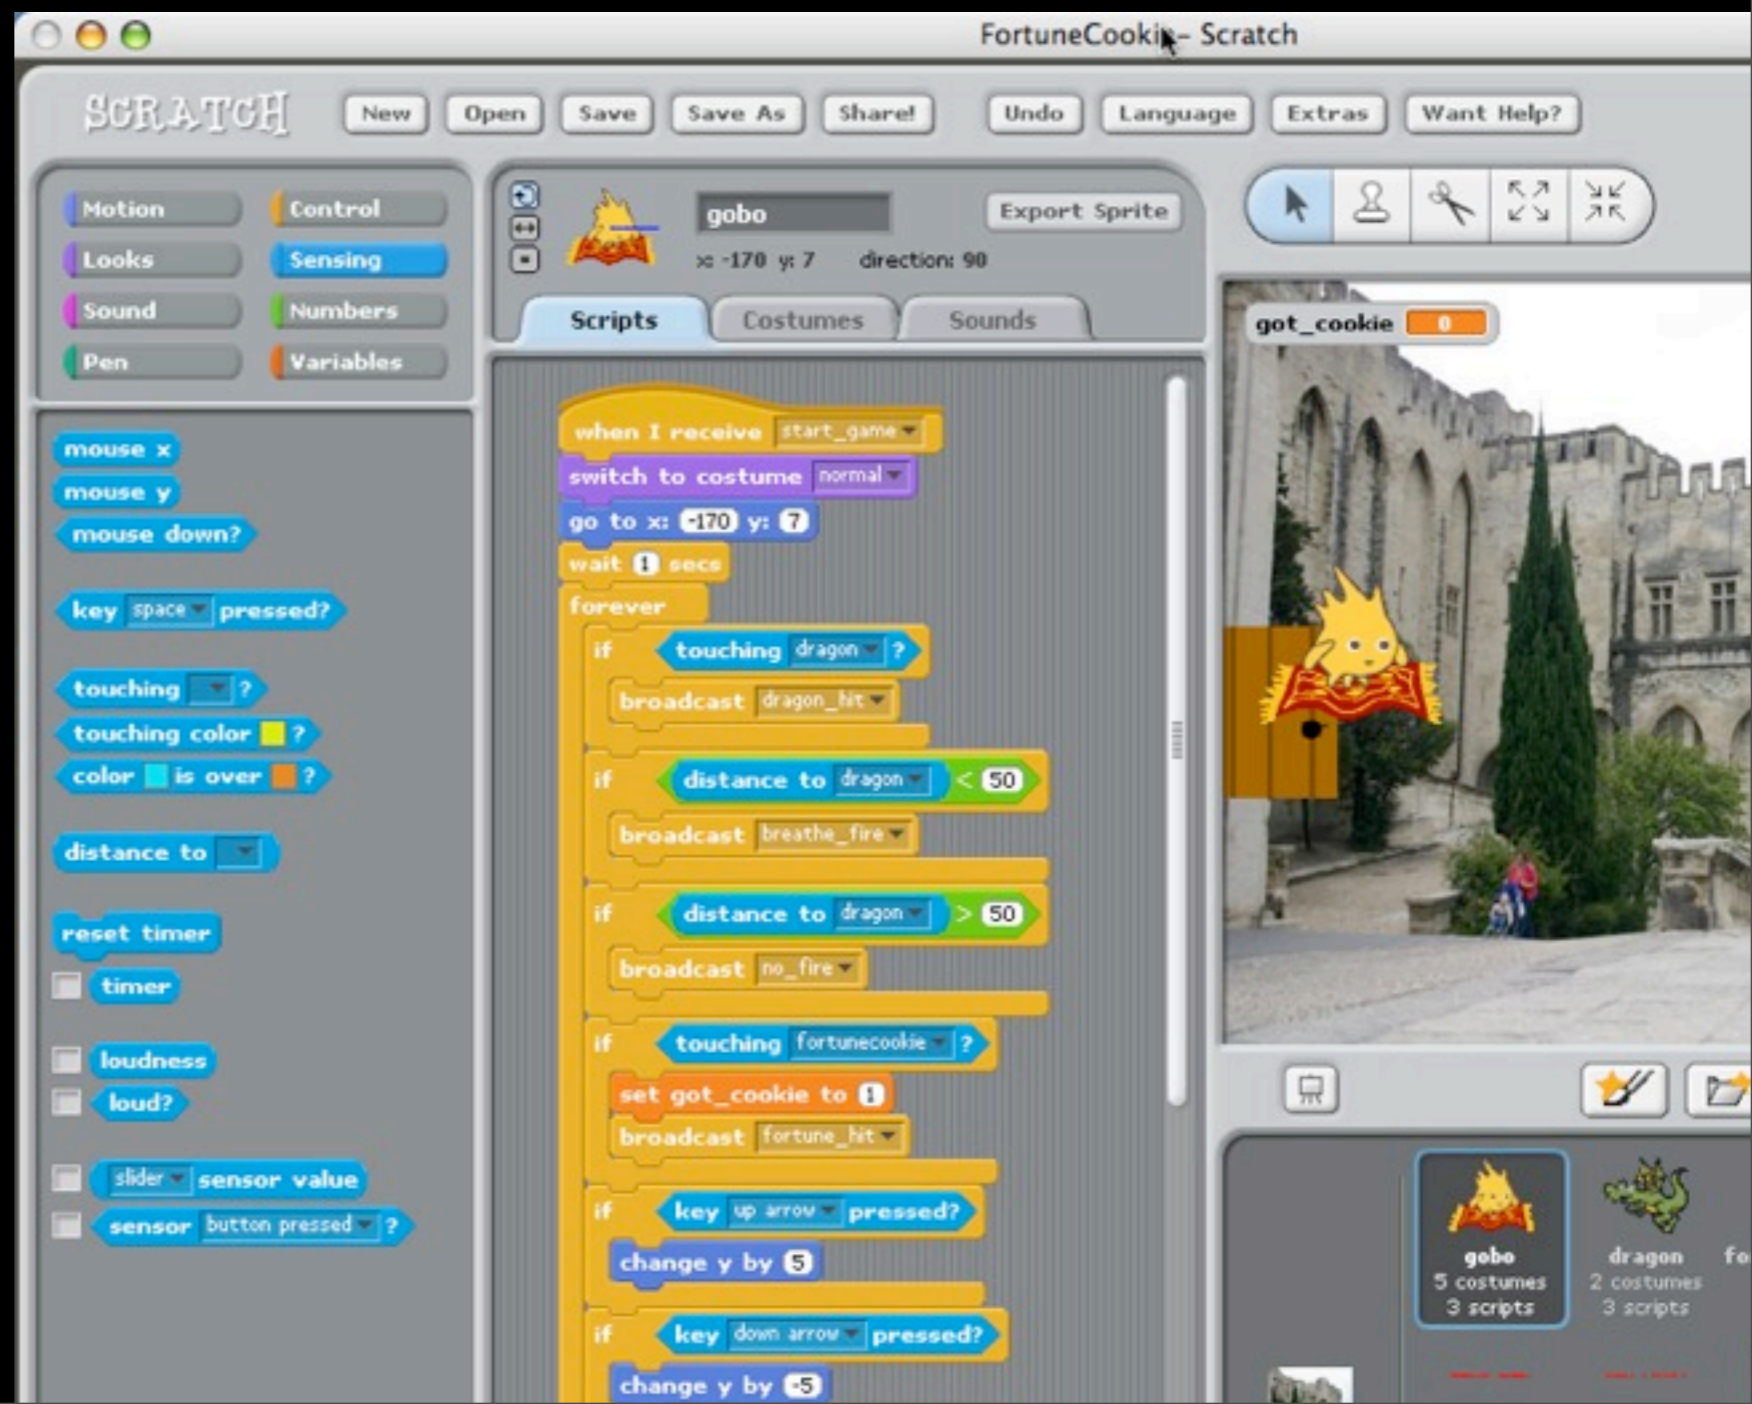 FortuneCookie - Scratch
SCRATCH New Open Save Save As Share! Undo Language Extras Want Help?
Motion Control
Looks Sensing
Sound Numbers
Pen Variables
mouse x
mouse y
mouse down?
key space pressed?
touching ?
touching color ?
color is over ?
distance to
reset timer
timer
loudness
loud?
slider sensor value
sensor button pressed ?
gobo
Export Sprite
x: -170 y: 7 direction: 90
Scripts Costumes Sounds
when I receive start_game
switch to costume normal
go to x: -170 y: 7
wait 1 secs
forever
if touching dragon ?
broadcast dragon_hit
if distance to dragon < 50
broadcast breathe_fire
if distance to dragon > 50
broadcast no_fire
if touching fortunecookie ?
set got_cookie to 1
broadcast fortune_hit
if key up arrow pressed?
change y by 5
if key down arrow pressed?
change y by -5
got_cookie 0
gobo
5 costumes
3 scripts
dragon
2 costumes
3 scripts
fo